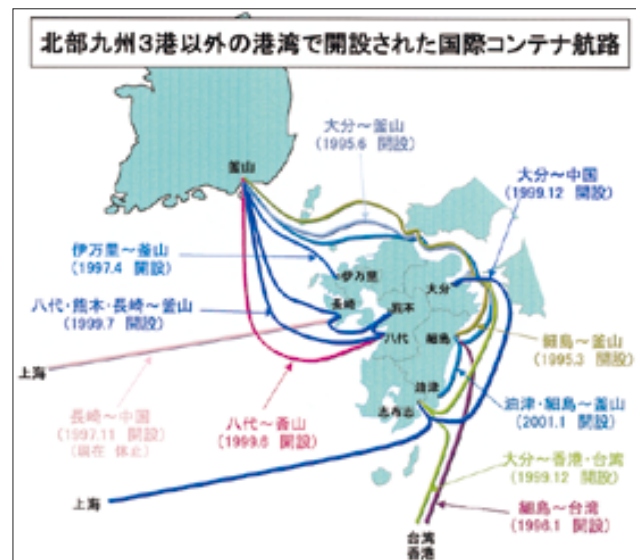 北部九州３港以外の港湾で開設された国際コンテナ航路
大分～釜山
(1995.6 開設)
釜山
大分～中国
(1999.12 開設)
伊万里～釜山
(1997.4 開設)
伊万里
大分
長崎
熊本
八代・熊本・長崎～釜山
(1999.7 開設)
八代
細島
細島～釜山
(1995.3 開設)
上海
油津
志布志
長崎～中国
(1997.11 開設)
(現在 休止)
八代～香山
(1999.6 開設)
油津・細島～釜山
(2001.1 開設)
大分～香港・台湾
(1999.12 開設)
上海
細島～台湾
(1996.1 開設)
台湾
香港